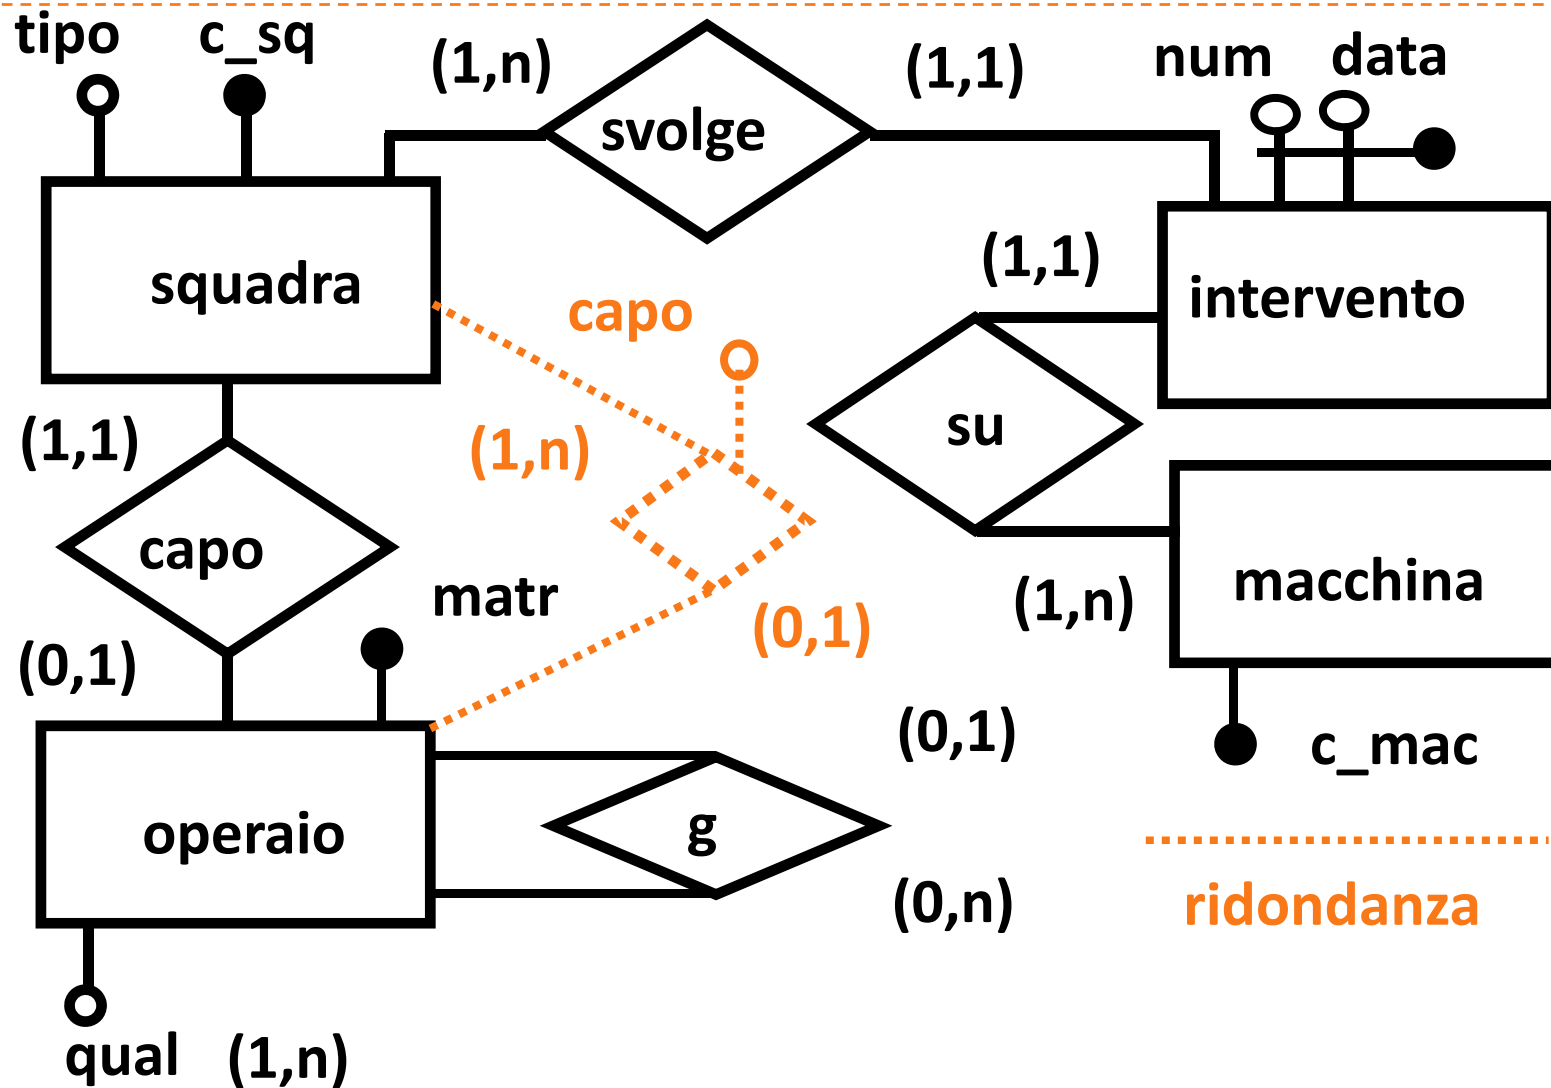 tipo
c_sq
(1,n)
svolge
(1,1)
num
data
squadra
capo
(1,1)
intervento
(1,1)
(1,n)
su
capo
matr
(1,n)
macchina
(0,1)
(0,1)
(0,1)
c_mac
operaio
g
(0,n)
ridondanza
qual
(1,n)